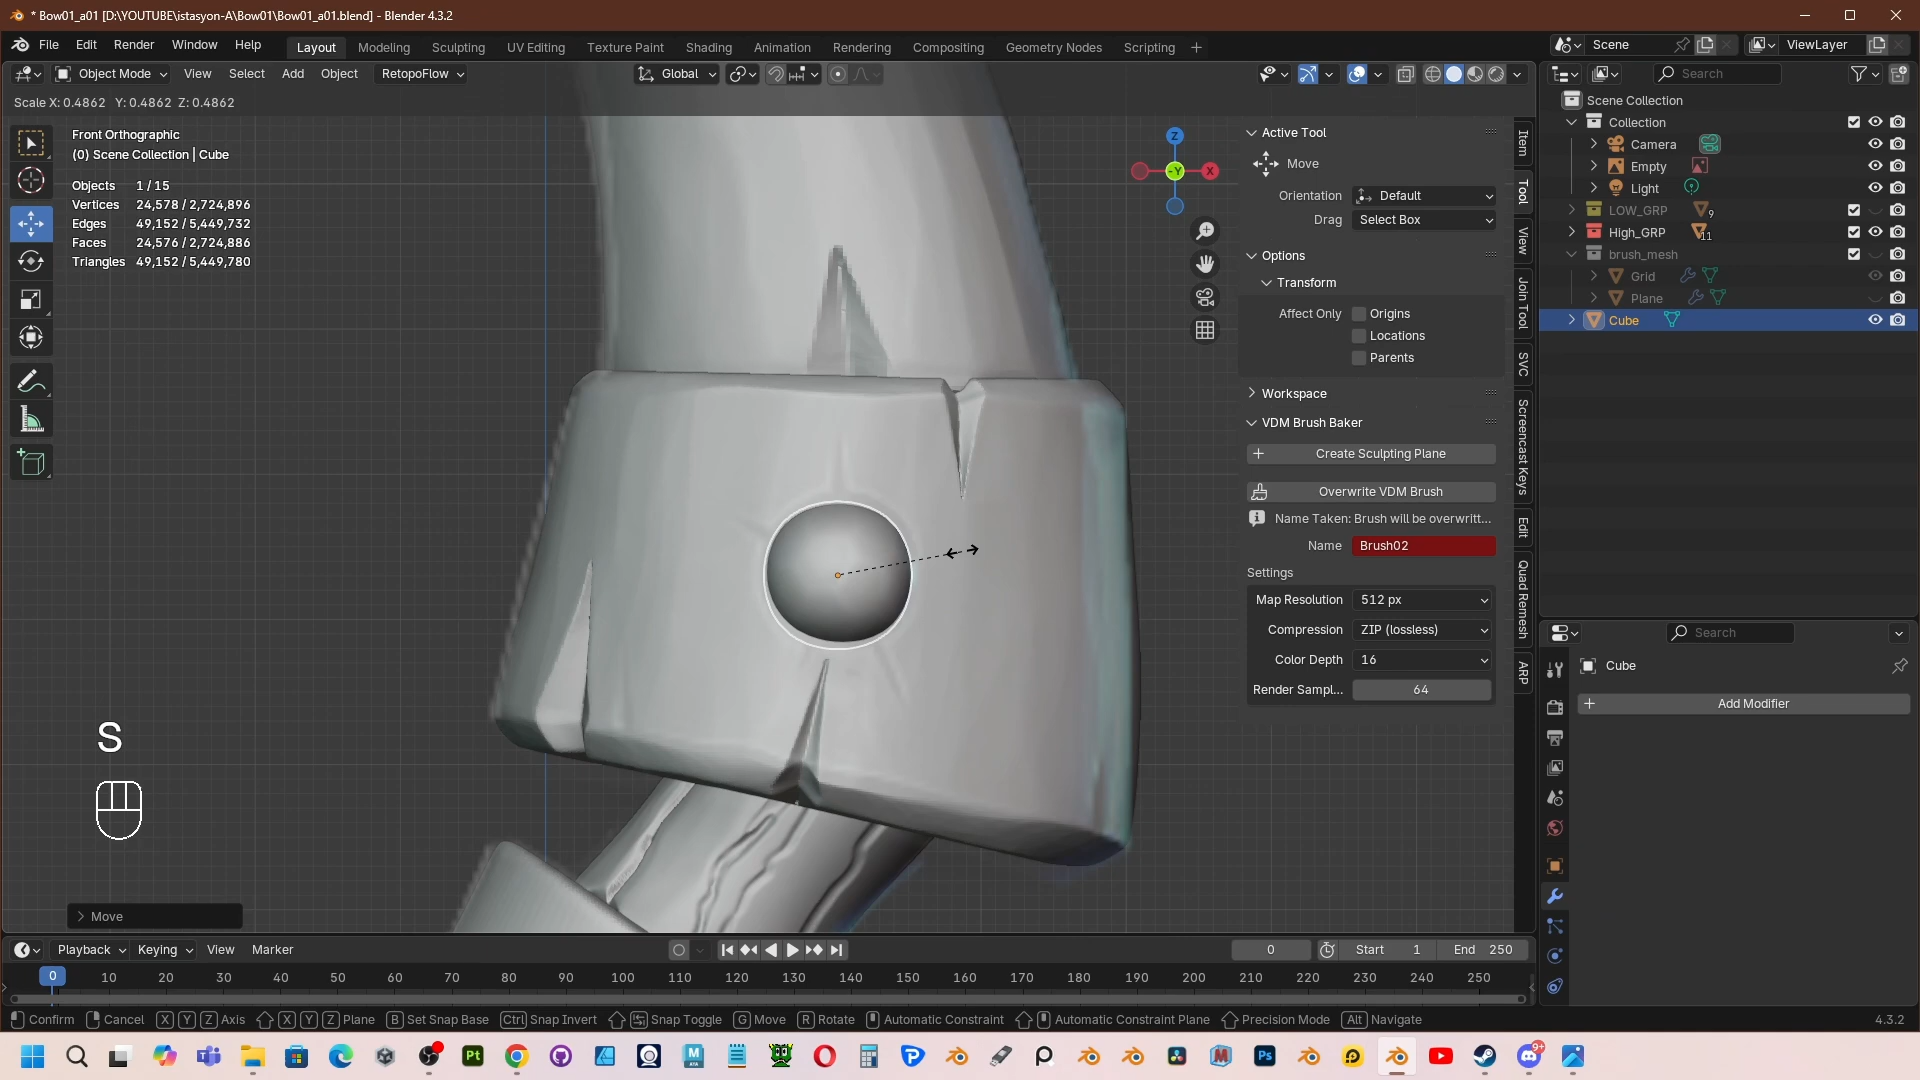 * Bow01_a01 [D:\YOUTUBE\istasyon-A\Bow01\Bow01_a01.blend] - Blender 4.3.2
File Edit Render Window Help Layout Modeling Sculpting UV Editing Texture Paint Shading Animation Rendering Compositing Geometry Nodes Scripting + Scene ViewLayer
Object Mode View Select Add Object RetopoFlow Global Search
Scale X: 0.4862 Y: 0.4862 Z: 0.4862
Front Orthographic
(0) Scene Collection | Cube
Objects 1 / 15
Vertices 24,578 / 2,724,896
Edges 49,152 / 5,449,732
Faces 24,576 / 2,724,886
Triangles 49,152 / 5,449,780
Z
-Y
X
S
Move
Active Tool
Move
Orientation Default
Drag Select Box
Options
Transform
Affect Only Origins
Locations
Parents
Workspace
VDM Brush Baker
Create Sculpting Plane
Overwrite VDM Brush
Name Taken: Brush will be overwritt...
Name Brush02
Settings
Map Resolution 512 px
Compression ZIP (lossless)
Color Depth 16
Render Sampl... 64
Item
Tool
View
Join Tool
SVC
Screencast Keys
Edit
Quad Remesh
ARP
Scene Collection
Collection
Camera
Empty
Light
LOW_GRP 9
High_GRP 11
brush_mesh
Grid
Plane
Cube
Search
Cube
Add Modifier
Playback Keying View Marker 0 Start 1 End 250
0 10 20 30 40 50 60 70 80 90 100 110 120 130 140 150 160 170 180 190 200 210 220 230 240 250
Confirm Cancel X Y Z Axis X Y Z Plane B Set Snap Base Ctrl Snap Invert Snap Toggle G Move R Rotate Automatic Constraint Automatic Constraint Plane Precision Mode Alt Navigate 4.3.2
Pt M AYA Ps 9+